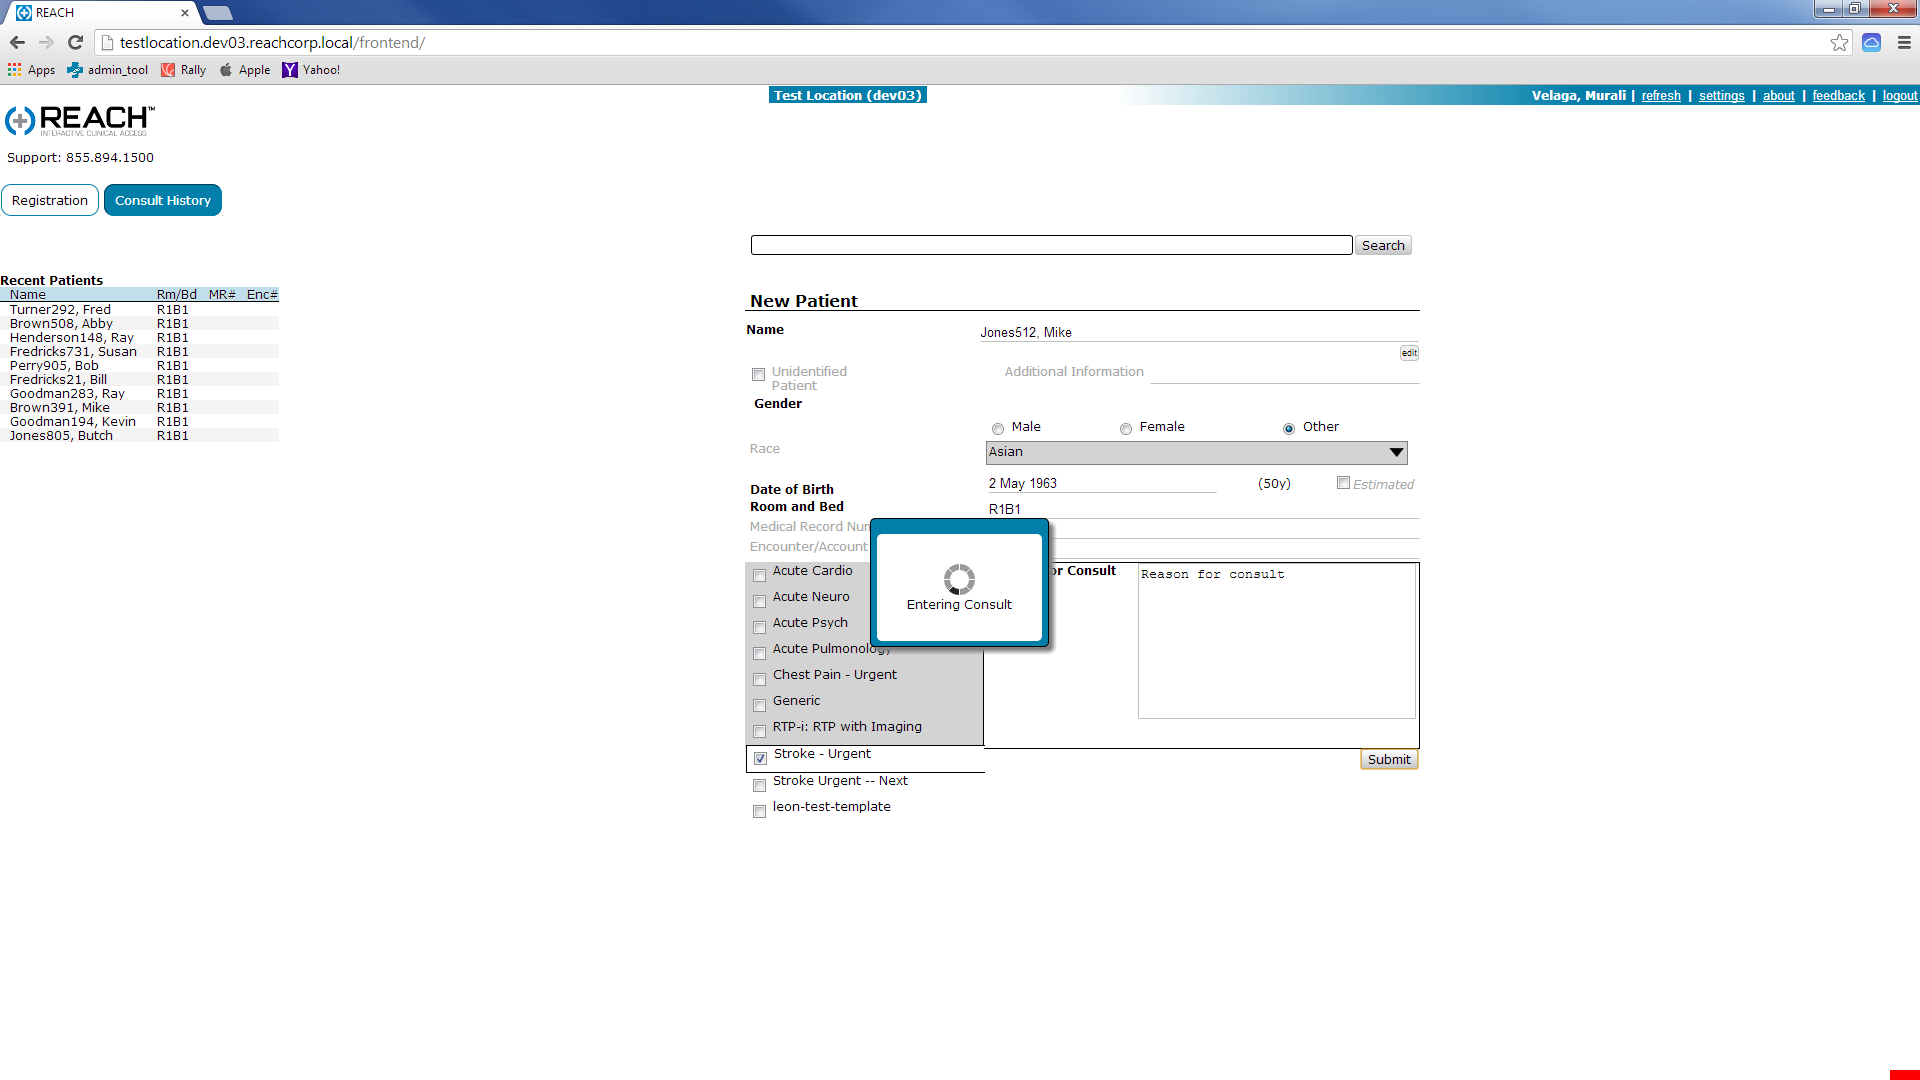 REACH
testlocation.dev03.reachcorp.local/frontend/
Apps admin_tool Rally Apple Yahoo!
Test Location (dev03) Velaga, Murali | refresh | settings | about | feedback | logout
REACH™
INTERACTIVE CLINICAL ACCESS
Support: 855.894.1500
Registration Consult History
Search
Recent Patients
Name Rm/Bd MR# Enc#
Turner292, Fred R1B1
Brown508, Abby R1B1
Henderson148, Ray R1B1
Fredricks731, Susan R1B1
Perry905, Bob R1B1
Fredricks21, Bill R1B1
Goodman283, Ray R1B1
Brown391, Mike R1B1
Goodman194, Kevin R1B1
Jones805, Butch R1B1
New Patient
Name Jones512, Mike
edit
Unidentified Patient Additional Information
Gender
Male Female Other
Race Asian
Date of Birth 2 May 1963 (50y) Estimated
Room and Bed R1B1
Medical Record Nu
Encounter/Account
Acute Cardio
Acute Neuro
Acute Psych
Acute Pulmonology
Chest Pain - Urgent
Generic
RTP-i: RTP with Imaging
Stroke - Urgent
Stroke Urgent -- Next
leon-test-template
or Consult Reason for consult
Entering Consult
Submit